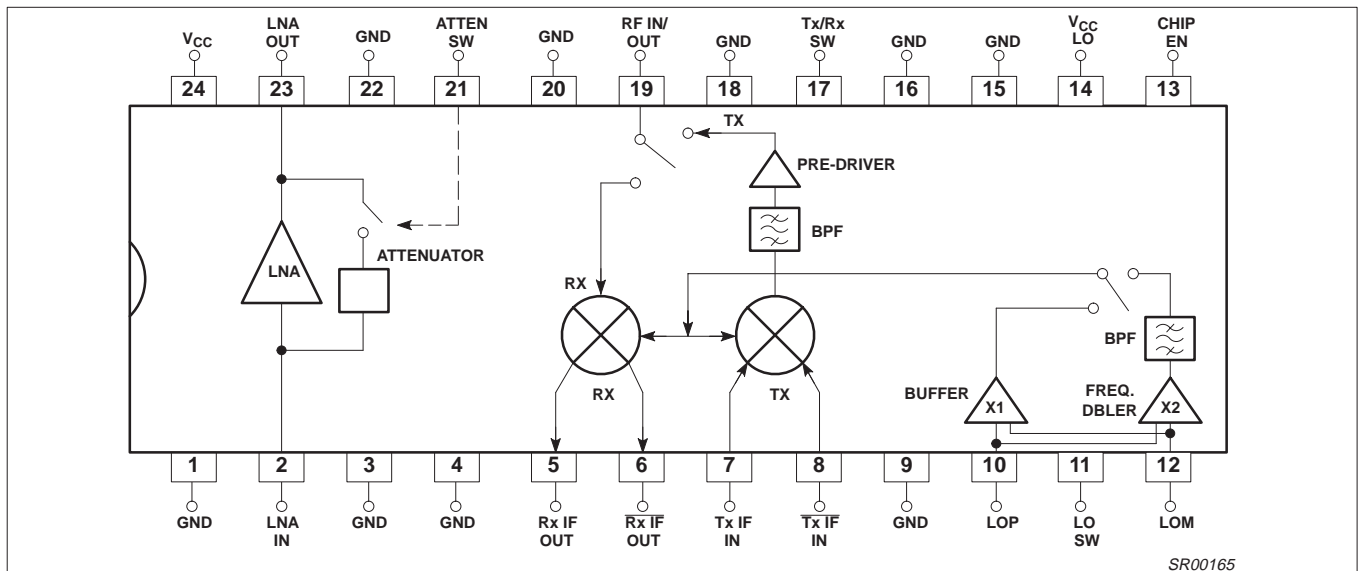 VCC
LNA
OUT
GND
ATTEN
SW
GND
RF IN/
OUT
GND
Tx/Rx
SW
GND
GND
VCC
LO
CHIP
EN
24
23
22
21
20
19
18
17
16
15
14
13
TX
PRE-DRIVER
BPF
ATTENUATOR
LNA
RX
BPF
RX
TX
BUFFER
X1
FREQ.
DBLER
X2
1
2
3
4
5
6
7
8
9
10
11
12
GND
LNA
IN
GND
GND
Rx IF
OUT
Rx IF
OUT
Tx IF
IN
Tx IF
IN
GND
LOP
LO
SW
LOM
SR00165